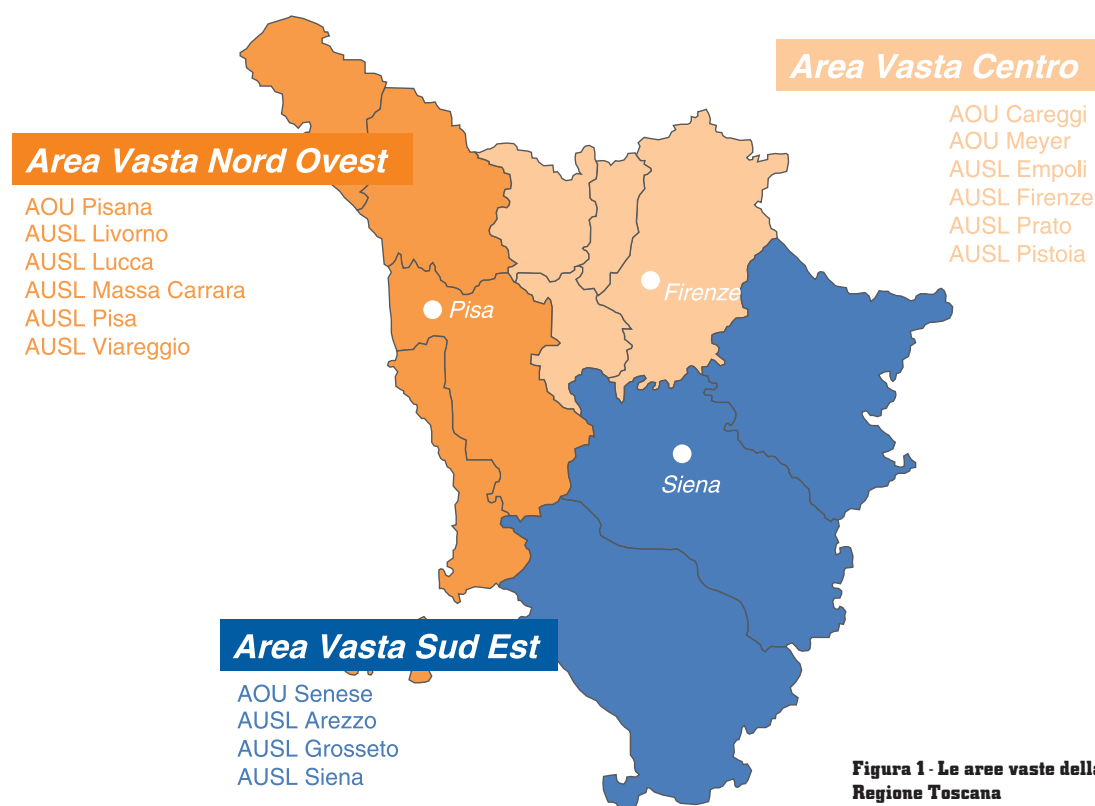 Area Vasta Centro
AOU Careggi
AOU Meyer
AUSL Empoli
AUSL Firenze
AUSL Prato
AUSL Pistoia
Area Vasta Nord Ovest
AOU Pisana
AUSL Livorno
AUSL Lucca
AUSL Massa Carrara
AUSL Pisa
AUSL Viareggio
Firenze
Pisa
Siena
Area Vasta Sud Est
AOU Senese
AUSL Arezzo
AUSL Grosseto
AUSL Siena
Figura 1 - Le aree vaste della
Regione Toscana